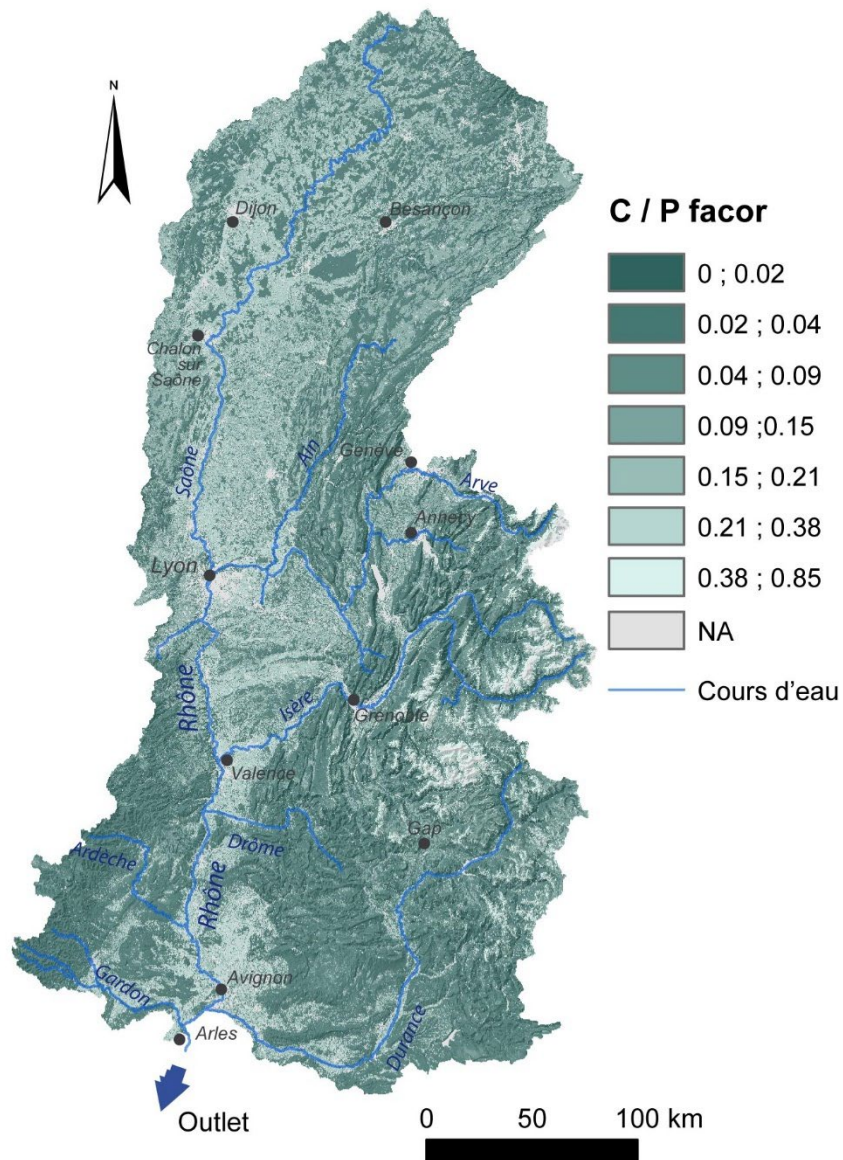 N
Dijon
Besançon
Chalon
sur
Saône
Saône
Ain
Genève
Arve
Annecy
Lyon
Rhône
Isère
Grenoble
Valence
Gap
Drôme
Ardèche
Rhône
Avignon
Gardon
Durance
Arles
Outlet
C / P facor
0 ; 0.02
0.02 ; 0.04
0.04 ; 0.09
0.09 ;0.15
0.15 ; 0.21
0.21 ; 0.38
0.38 ; 0.85
NA
Cours d'eau
0 50 100 km